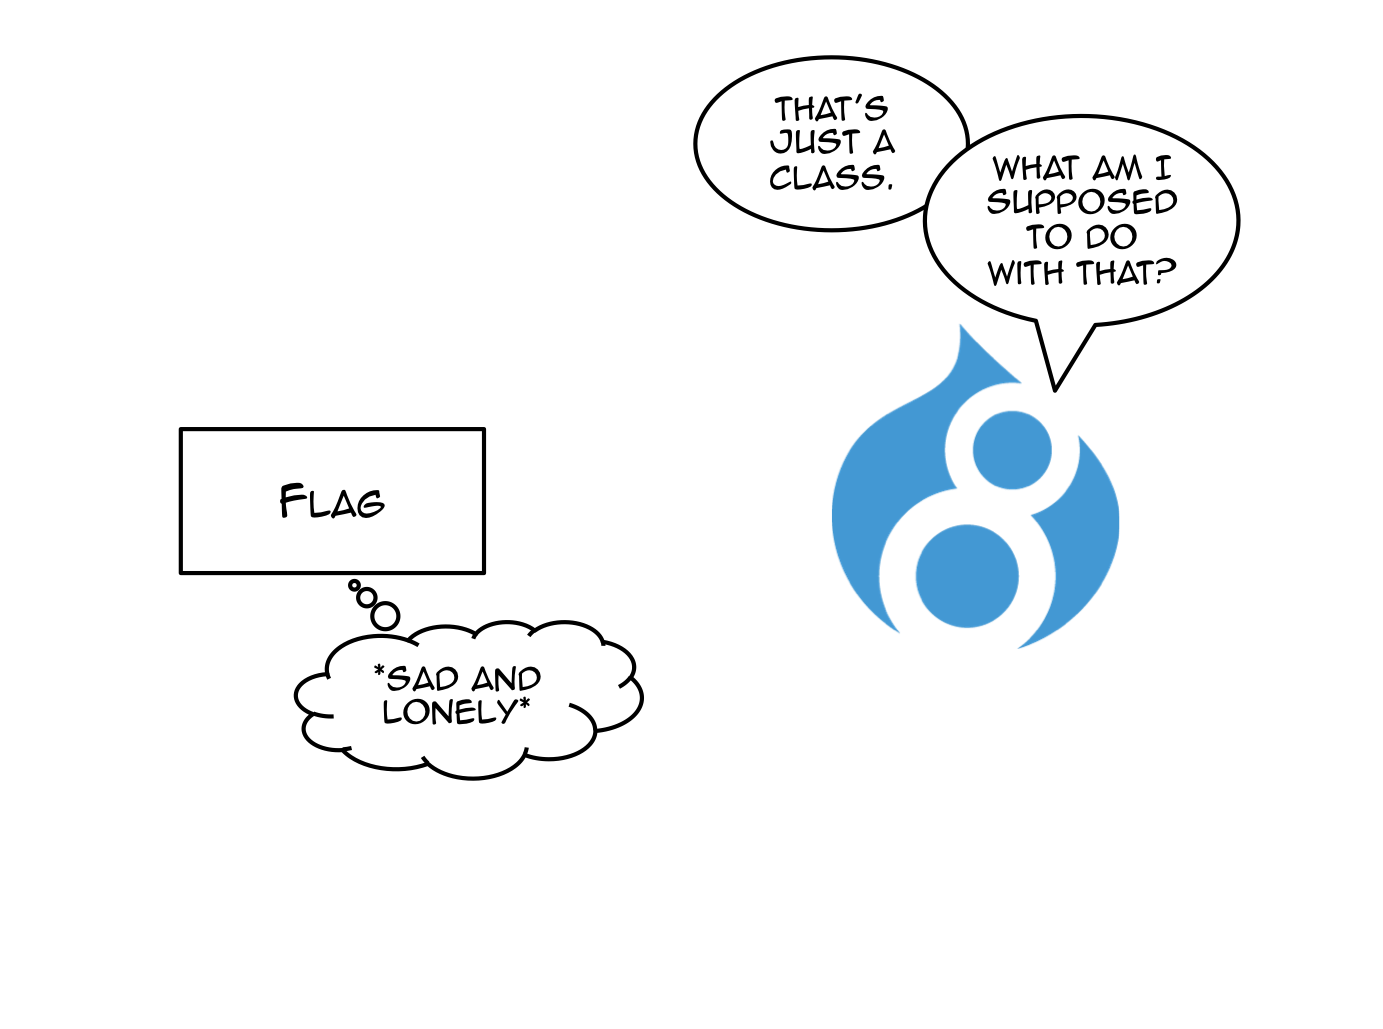 THAT'S
JUST A
CLASS.
WHAT AM I
SUPPOSED
TO DO
WITH THAT?
FLAG
*SAD AND
LONELY*